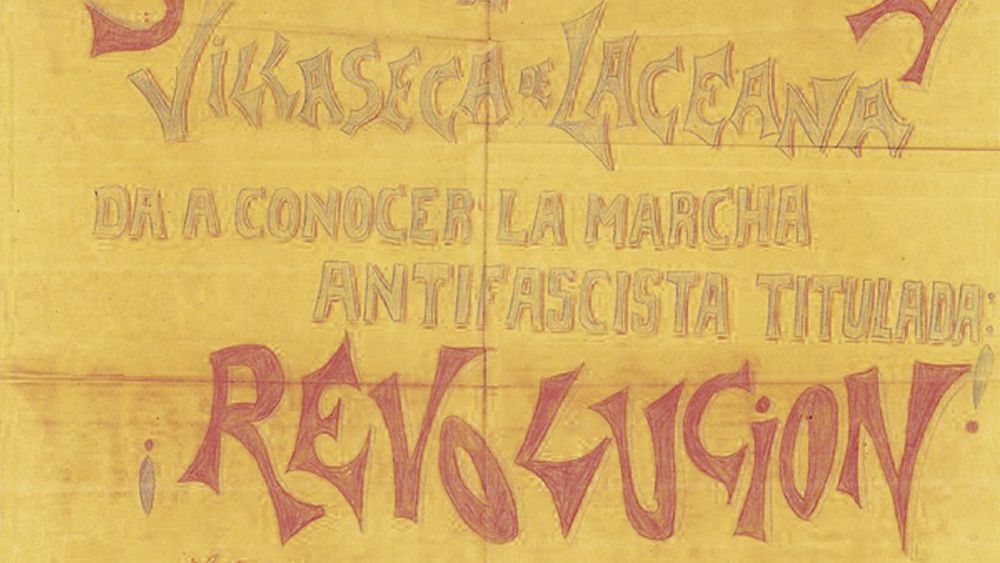 VILLASECA DE LACEANA
DA A CONOCER LA MARCHA
ANTIFASCISTA TITULADA:
¡REVOLUCION!